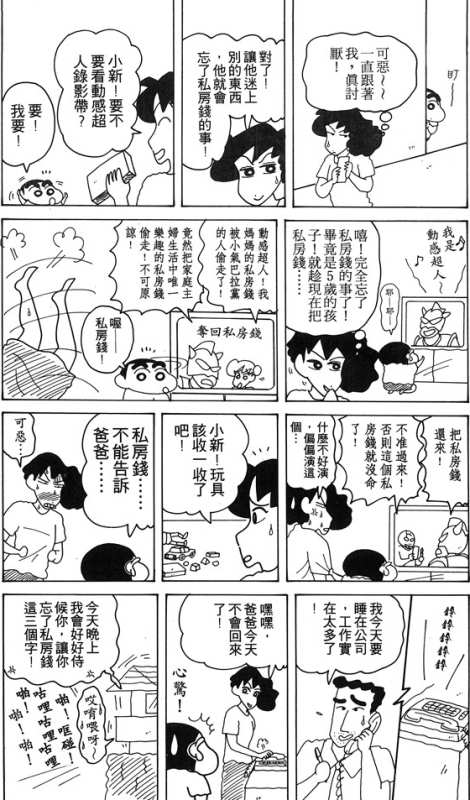 盯——
可惡～～
一直跟著
我，真討
厭！
對了！
讓他迷上
別的東西
，他就會
忘了私房
錢的事！
小新！要不
要看動感超
人錄影帶？
要！
我要！
我是♪
動感超人～♪
耶—耶—
嘻！完全忘了
私房錢的事了！
畢竟是5歲的孩
子！就趁現在把
私房錢……
動感超人！我
媽媽的私房錢
被小氣巴拉黨
的人偷走了！
竟然把家庭主
婦生活中唯一
樂趣的私房錢
偷走！不可原
諒！
奪回私房錢
喔—
私房錢！
把私房錢
還來！
不准過來！
否則這個私
房錢就沒命
了！
什麼不好演
，偏偏演這
個…
小新！玩具
該收一收了
吧！
私房錢……
不能告訴
爸爸……
可惡…
鈴鈴鈴鈴鈴
我今天要
睡在公司
，工作實
在太多了
！
嘿嘿，
爸爸今天
不會回來
了！
心驚！
今天晚上
我會好好侍
候你，讓你
忘了私房錢
這三個字！
哎唷喂呀
啪！哐碰！
咕哩咕哩咕哩
啪！啪！啪！